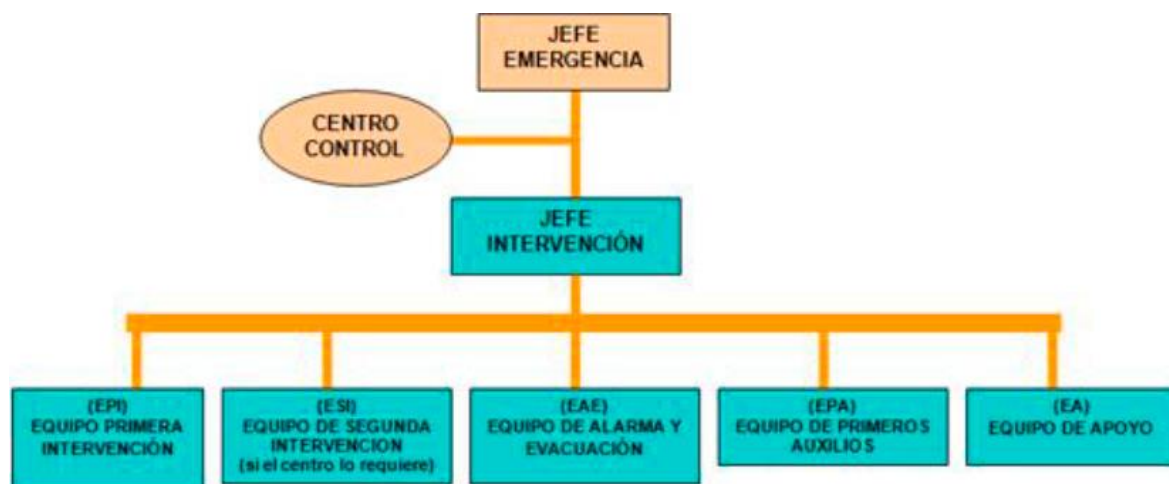 JEFE
EMERGENCIA
CENTRO
CONTROL
JEFE
INTERVENCIÓN
(EPI)
EQUIPO PRIMERA
INTERVENCIÓN
(ESI)
EQUIPO DE SEGUNDA
INTERVENCION
(si el centro lo requiere)
(EAE)
EQUIPO DE ALARMA Y
EVACUACIÓN
(EPA)
EQUIPO DE PRIMEROS
AUXILIOS
(EA)
EQUIPO DE APOYO